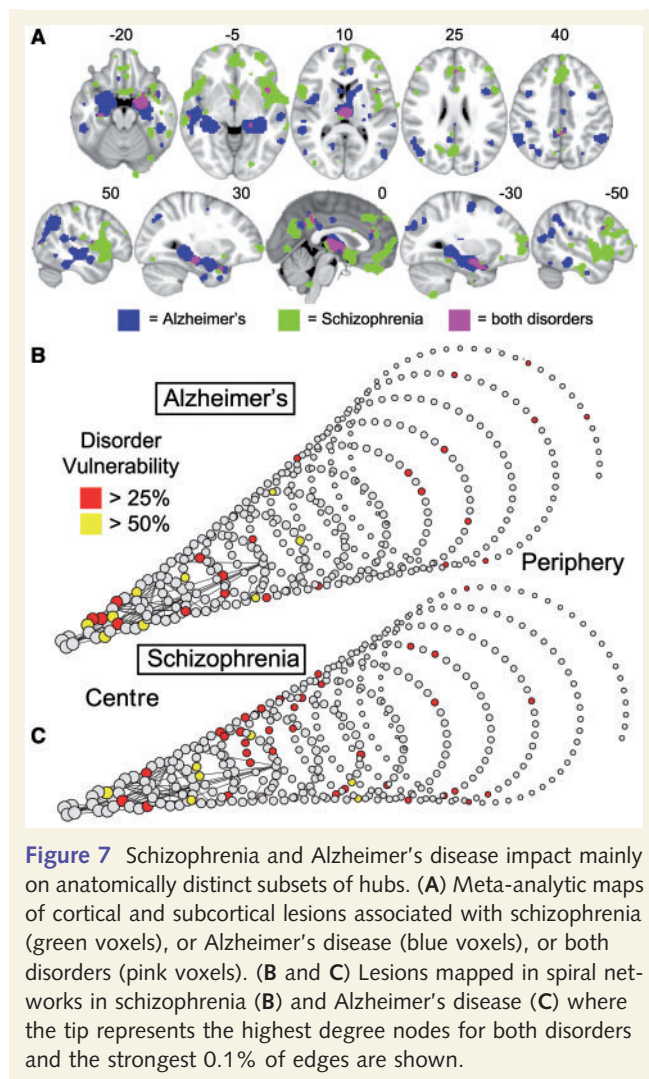 A
-20 -5 10 25 40
50 30 0 -30 -50
= Alzheimer's = Schizophrenia = both disorders
B
Alzheimer's
Disorder
Vulnerability
> 25%
> 50%
Periphery
Schizophrenia
Centre
C
Figure 7 Schizophrenia and Alzheimer's disease impact mainly
on anatomically distinct subsets of hubs. (A) Meta-analytic maps
of cortical and subcortical lesions associated with schizophrenia
(green voxels), or Alzheimer's disease (blue voxels), or both
disorders (pink voxels). (B and C) Lesions mapped in spiral net-
works in schizophrenia (B) and Alzheimer's disease (C) where
the tip represents the highest degree nodes for both disorders
and the strongest 0.1% of edges are shown.